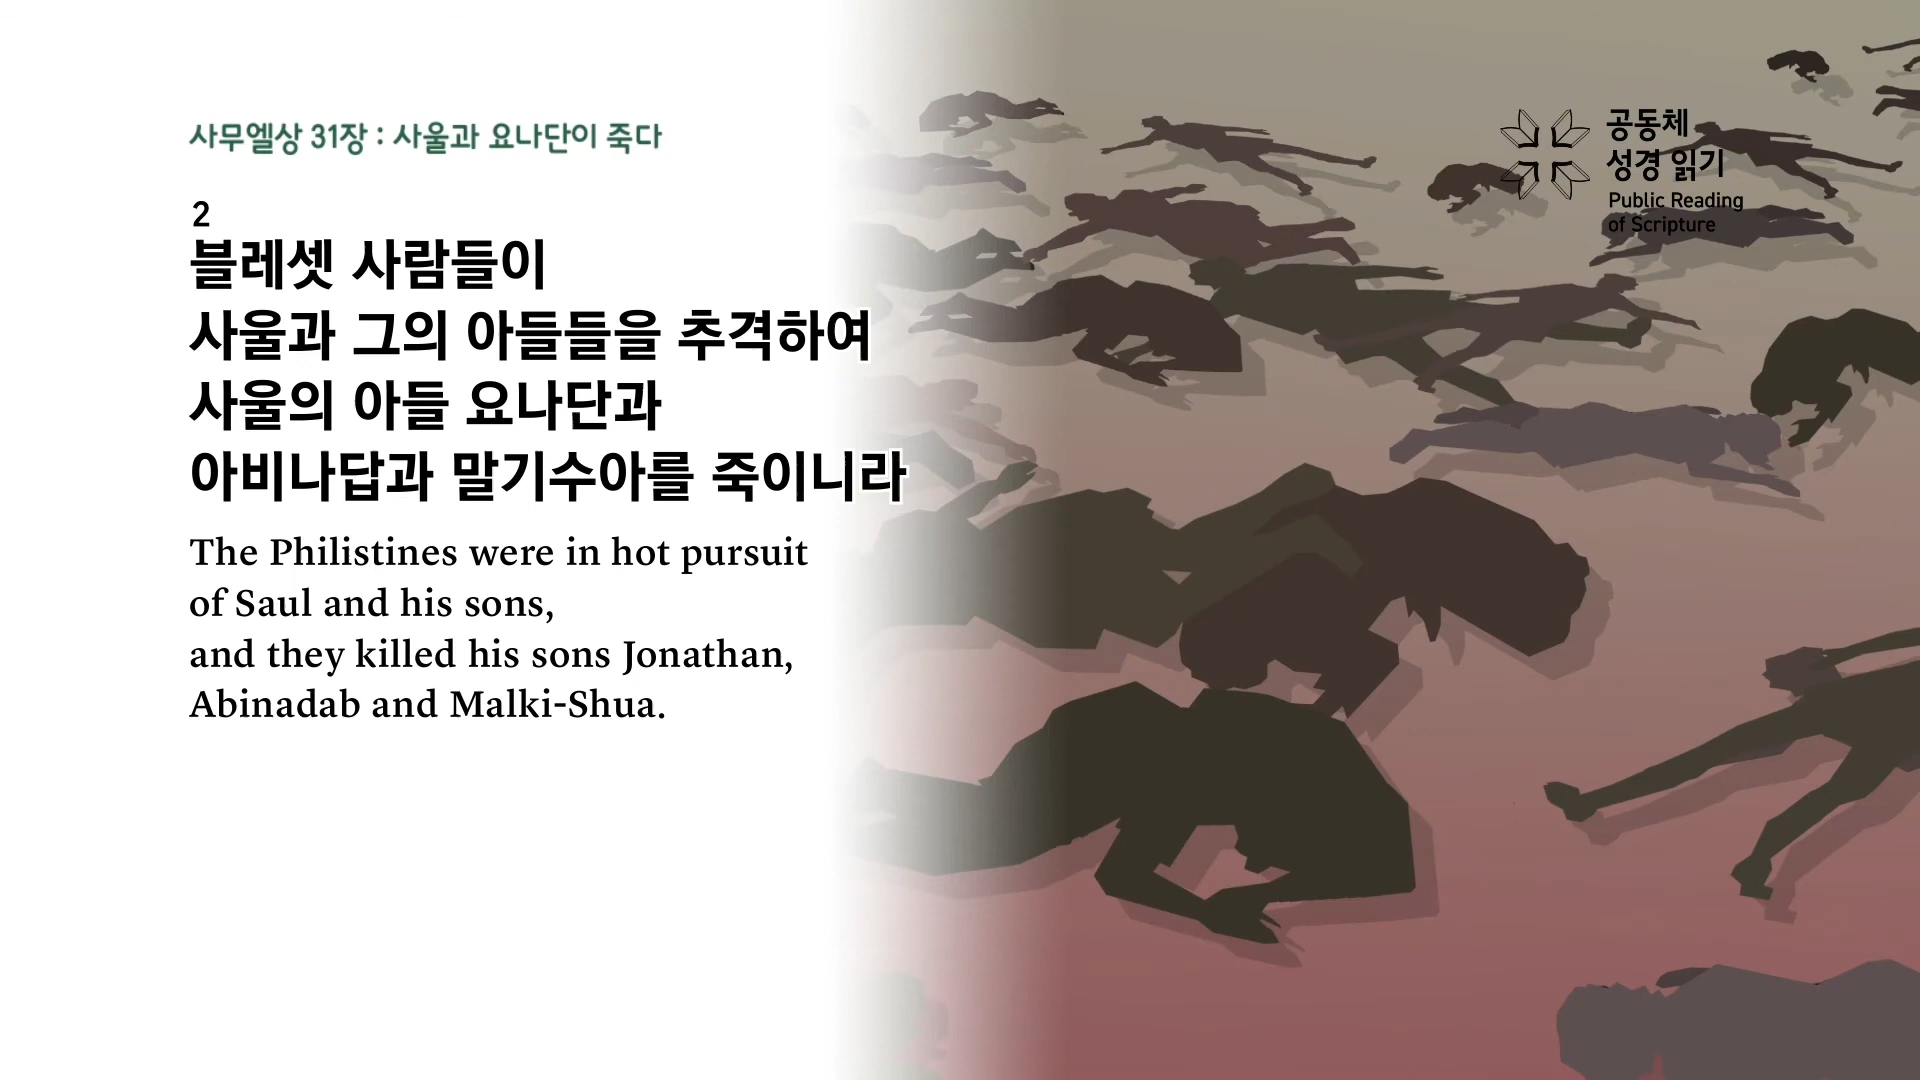 사무엘상 31장 : 사울과 요나단이 죽다
2
블레셋 사람들이
사울과 그의 아들들을 추격하여
사울의 아들 요나단과
아비나답과 말기수아를 죽이니라
The Philistines were in hot pursuit
of Saul and his sons,
and they killed his sons Jonathan,
Abinadab and Malki-Shua.
공동체
성경 읽기
Public Reading
of Scripture